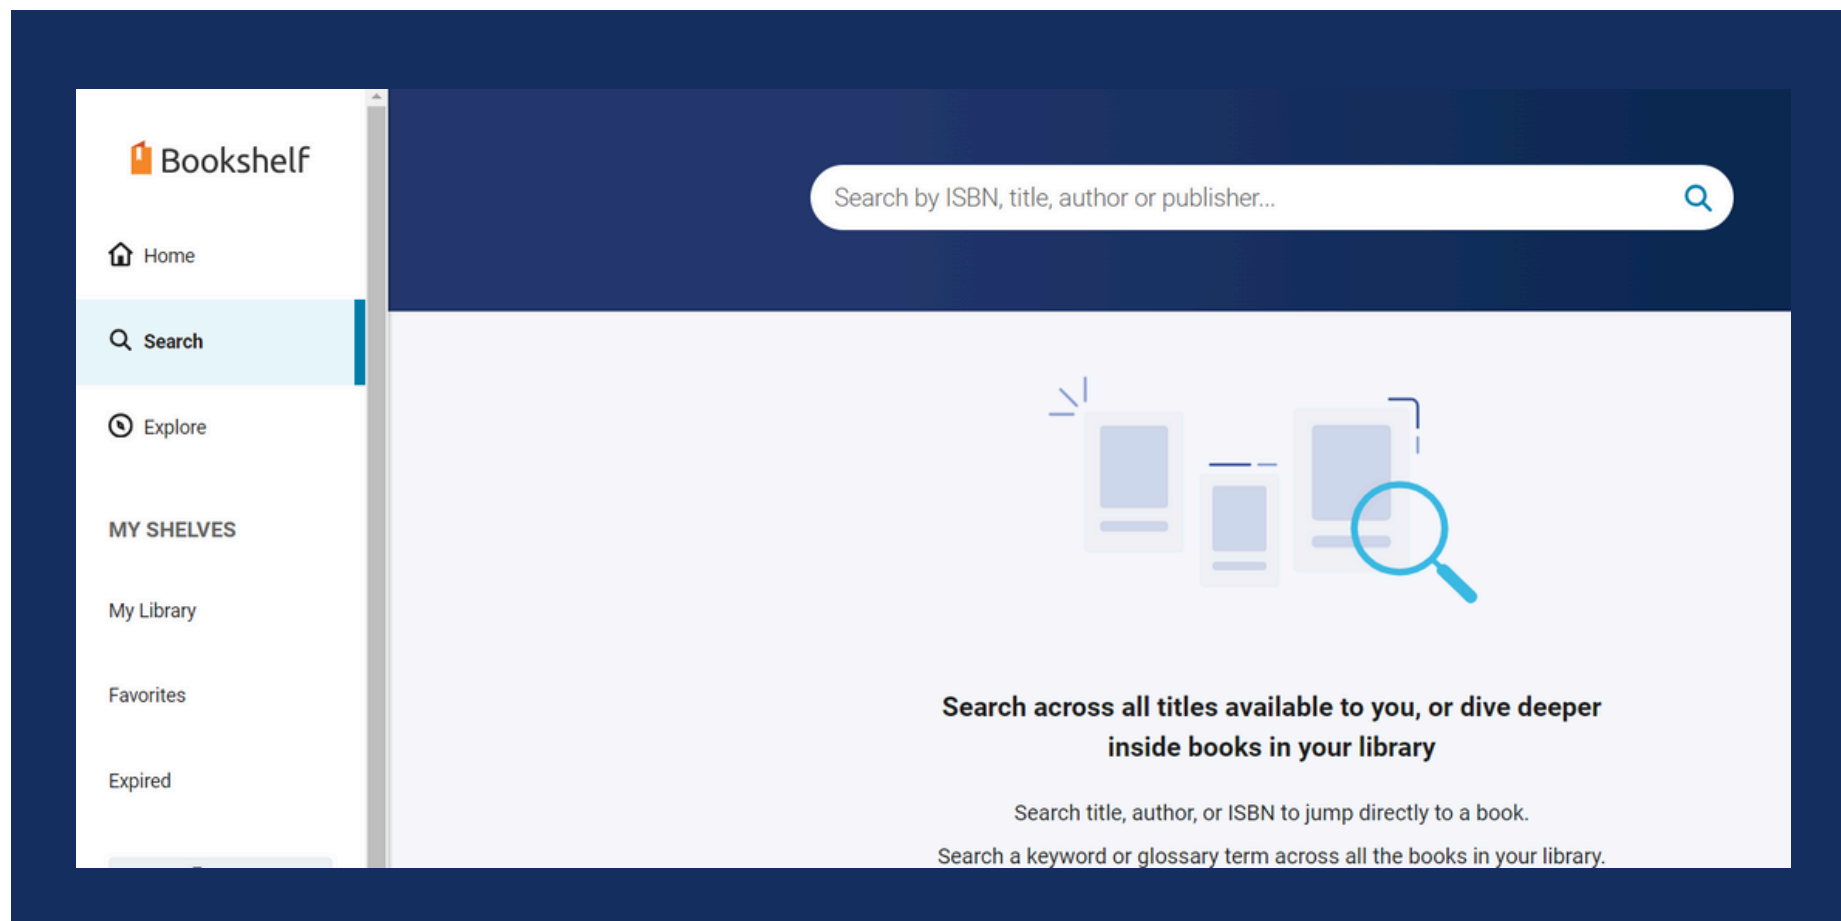 Bookshelf
Home
Search
Explore
MY SHELVES
My Library
Favorites
Expired
Search by ISBN, title, author or publisher...
Search across all titles available to you, or dive deeper
inside books in your library
Search title, author, or ISBN to jump directly to a book.
Search a keyword or glossary term across all the books in your library.